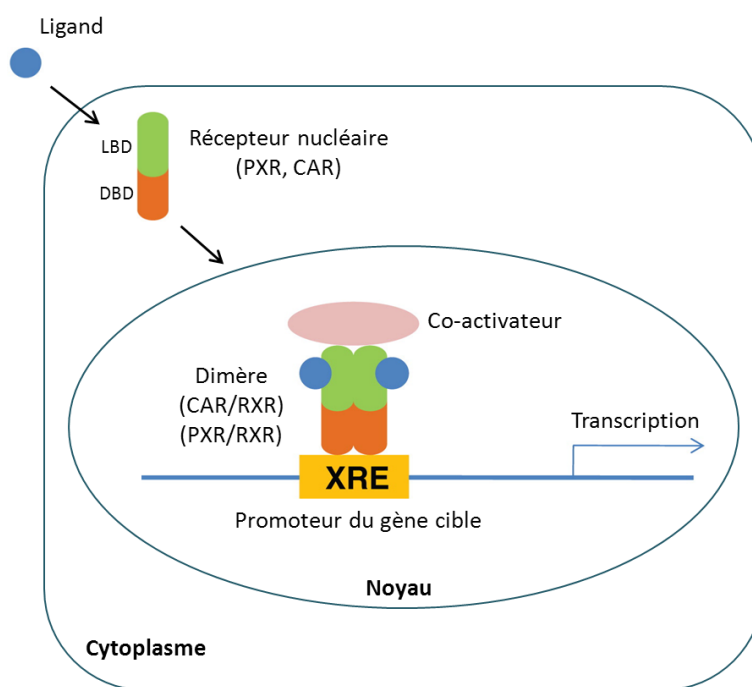 Ligand
LBD
DBD
Récepteur nucléaire
(PXR, CAR)
Co-activateur
Dimère
(CAR/RXR)
(PXR/RXR)
Transcription
XRE
Promoteur du gène cible
Noyau
Cytoplasme